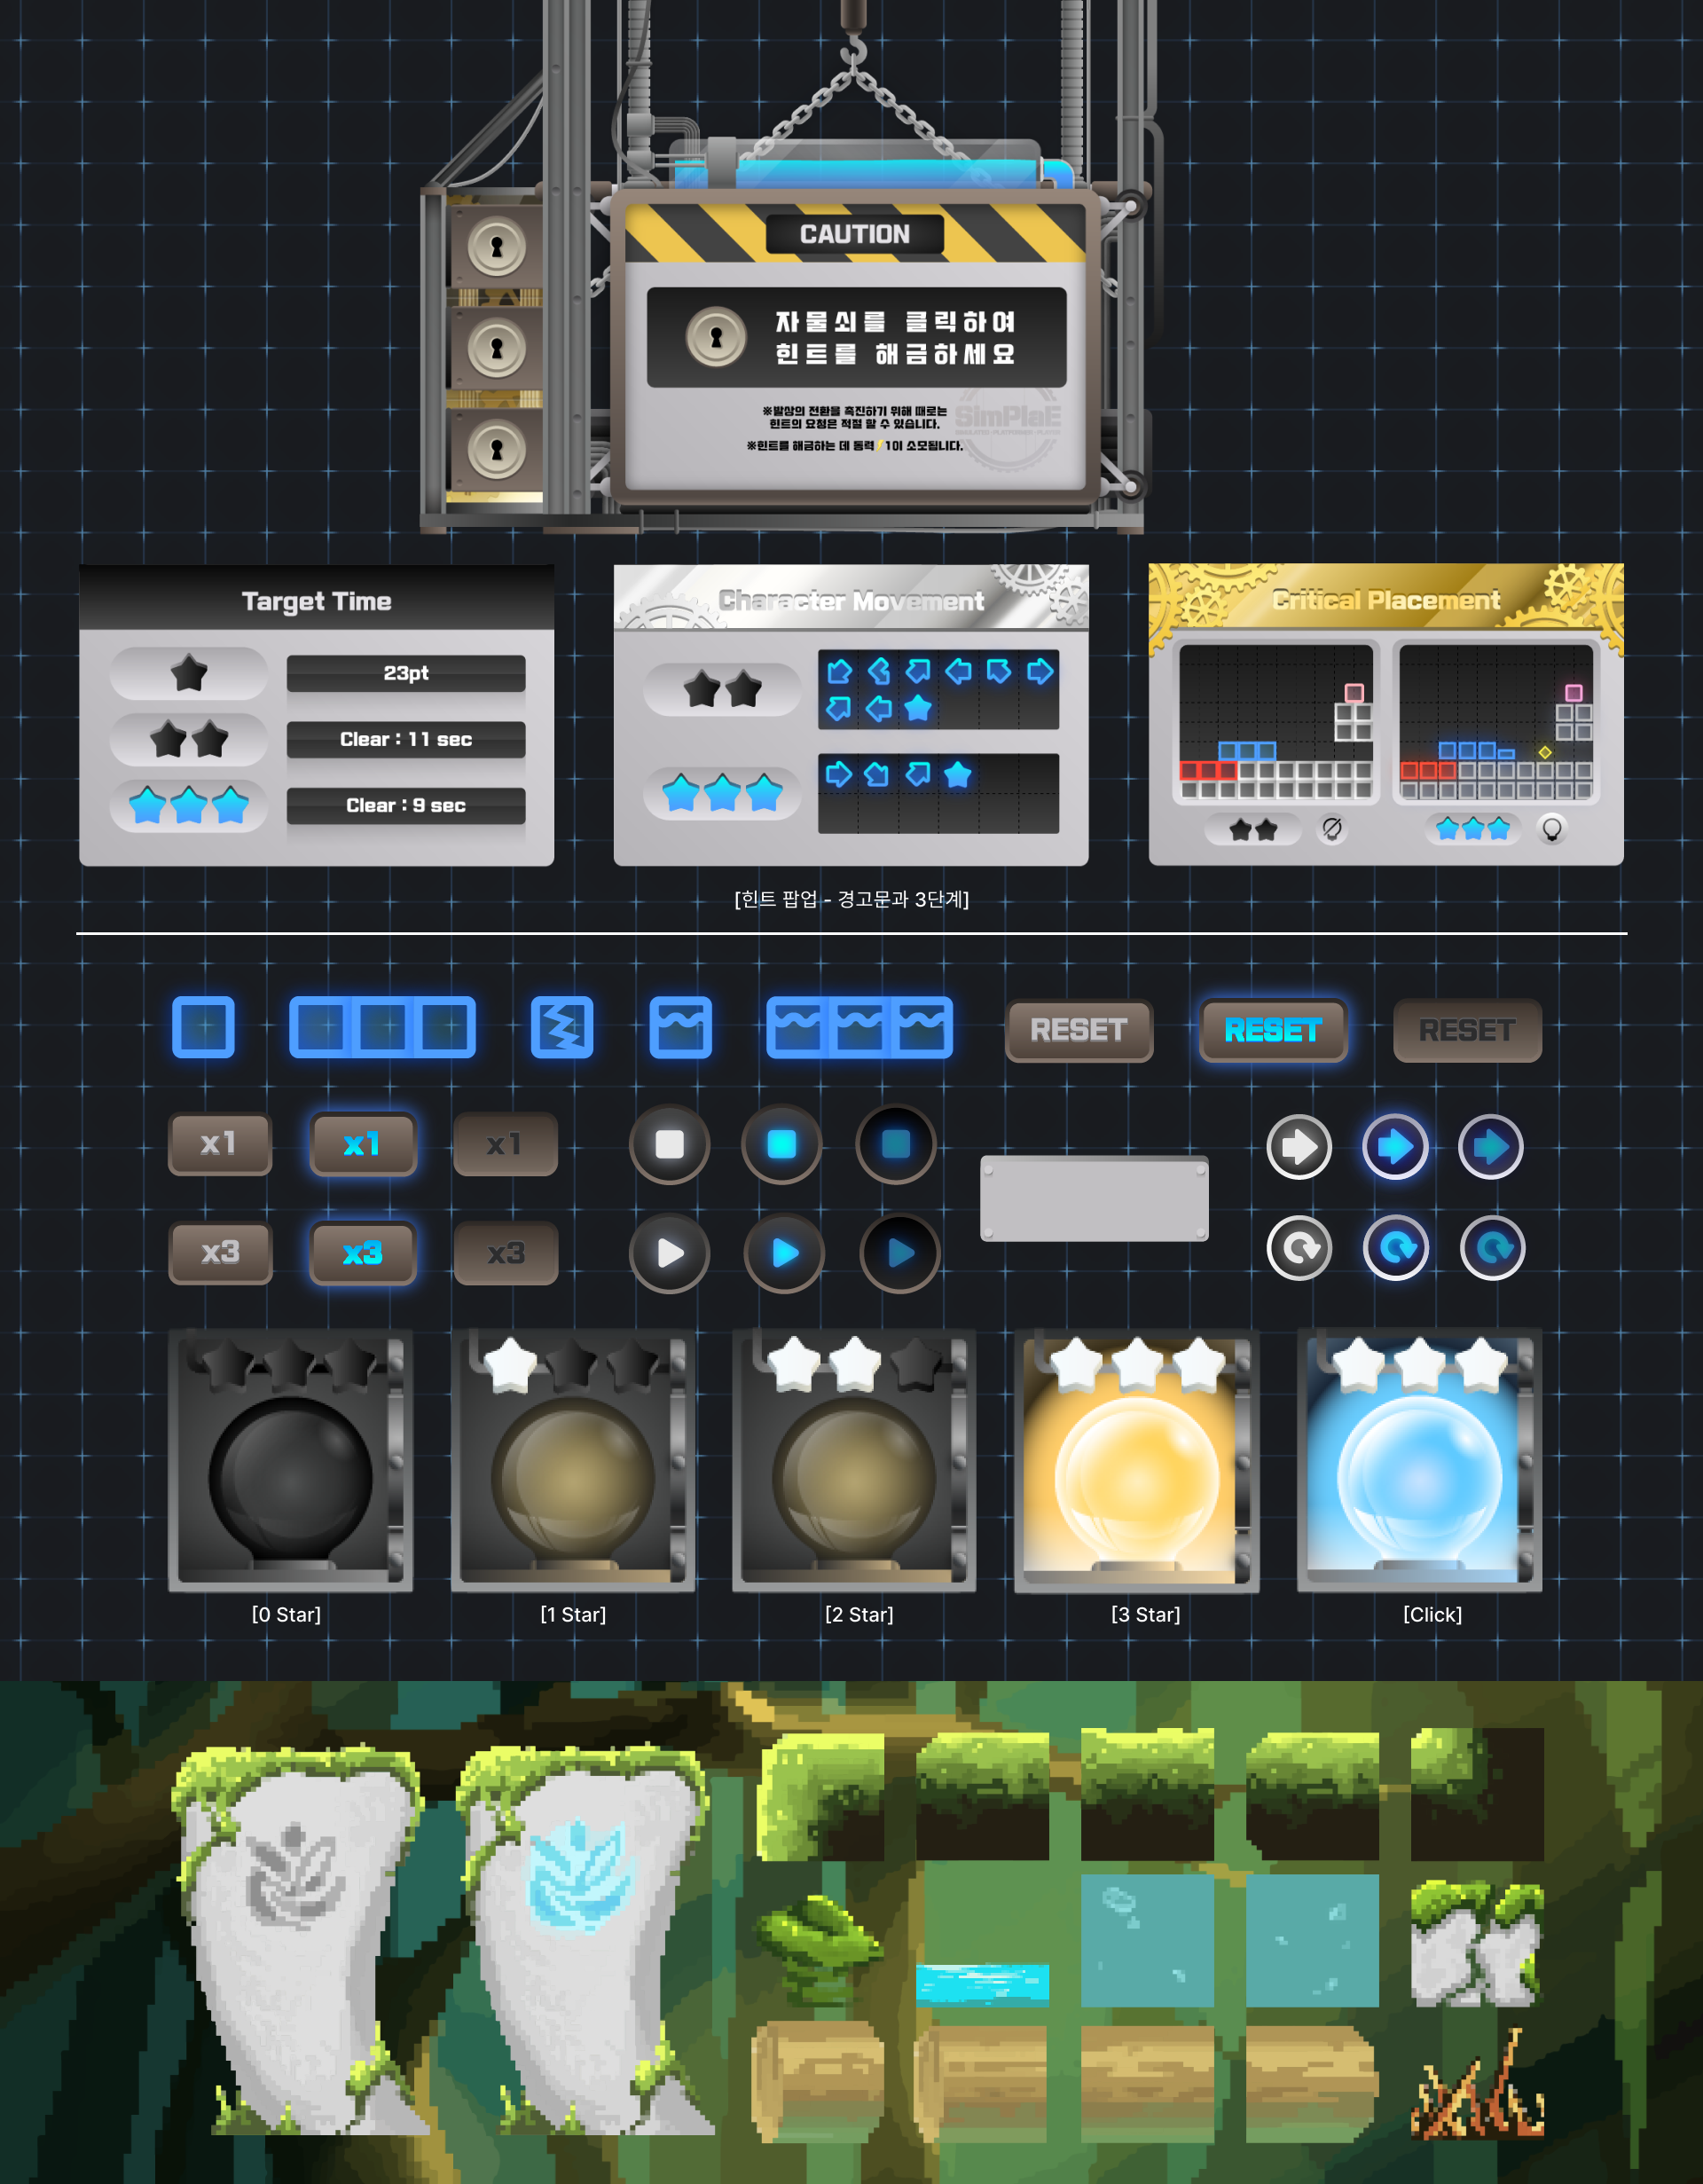 CAUTION
자물쇠를 클릭하여
힌트를 해금하세요
※발상의 전환을 촉진하기 위해 때로는
힌트의 요청은 적절 할 수 있습니다.
※힌트를 해금하는 데 동력⚡1이 소모됩니다.
SimPlaE
Target Time
23pt
Clear : 11 sec
Clear : 9 sec
Character Movement
Critical Placement
[힌트 팝업 - 경고문과 3단계]
RESET
RESET
RESET
x1
x1
x1
x3
x3
x3
[0 Star]
[1 Star]
[2 Star]
[3 Star]
[Click]